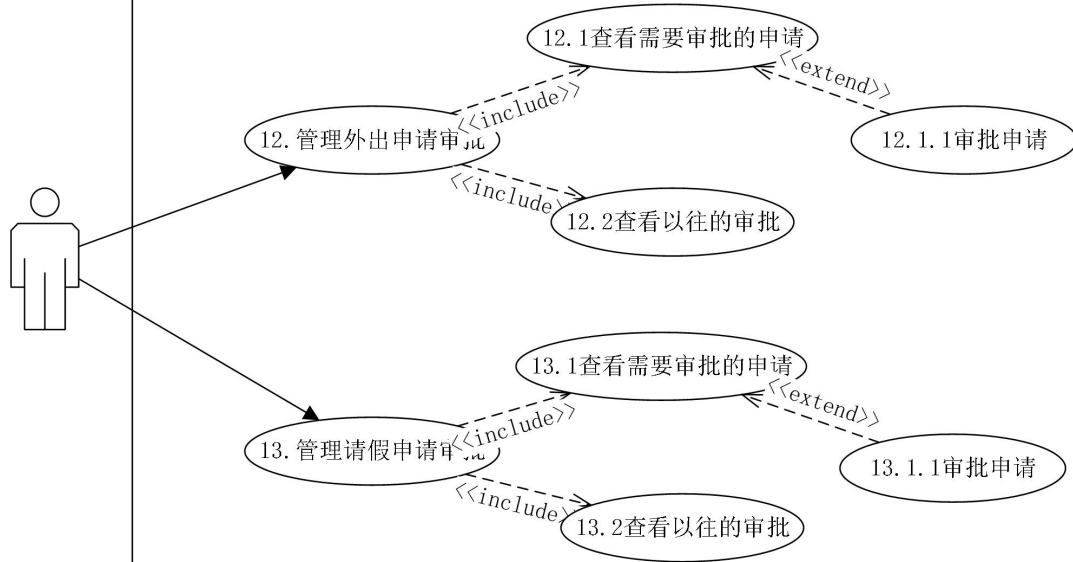 12.1查看需要审批的申请
<<extend>>
<<include>>
12.管理外出申请审批
12.1.1审批申请
<<include>>
12.2查看以往的审批
13.1查看需要审批的申请
<<extend>>
<<include>>
13.管理请假申请审批
13.1.1审批申请
<<include>>
13.2查看以往的审批